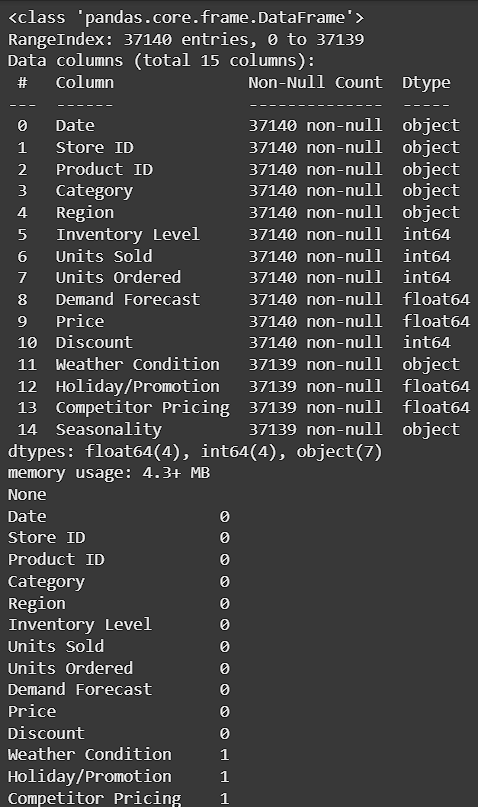 <class 'pandas.core.frame.DataFrame'>
RangeIndex: 37140 entries, 0 to 37139
Data columns (total 15 columns):
 #   Column              Non-Null Count  Dtype
---  ------              --------------  -----
 0   Date                37140 non-null  object
 1   Store ID            37140 non-null  object
 2   Product ID          37140 non-null  object
 3   Category            37140 non-null  object
 4   Region              37140 non-null  object
 5   Inventory Level     37140 non-null  int64
 6   Units Sold          37140 non-null  int64
 7   Units Ordered       37140 non-null  int64
 8   Demand Forecast     37140 non-null  float64
 9   Price               37140 non-null  float64
 10  Discount            37140 non-null  int64
 11  Weather Condition   37139 non-null  object
 12  Holiday/Promotion   37139 non-null  float64
 13  Competitor Pricing  37139 non-null  float64
 14  Seasonality         37139 non-null  object
dtypes: float64(4), int64(4), object(7)
memory usage: 4.3+ MB
None
Date                  0
Store ID              0
Product ID            0
Category              0
Region                0
Inventory Level       0
Units Sold            0
Units Ordered         0
Demand Forecast       0
Price                 0
Discount              0
Weather Condition     1
Holiday/Promotion     1
Competitor Pricing    1